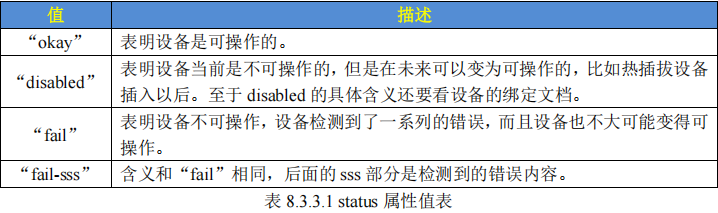 值 描述
“okay” 表明设备是可操作的。
“disabled” 表明设备当前是不可操作的，但是在未来可以变为可操作的，比如热插拔设备
插入以后。至于 disabled 的具体含义还要看设备的绑定文档。
“fail” 表明设备不可操作，设备检测到了一系列的错误，而且设备也不大可能变得可
操作。
“fail-sss” 含义和“fail”相同，后面的 sss 部分是检测到的错误内容。
表 8.3.3.1 status 属性值表